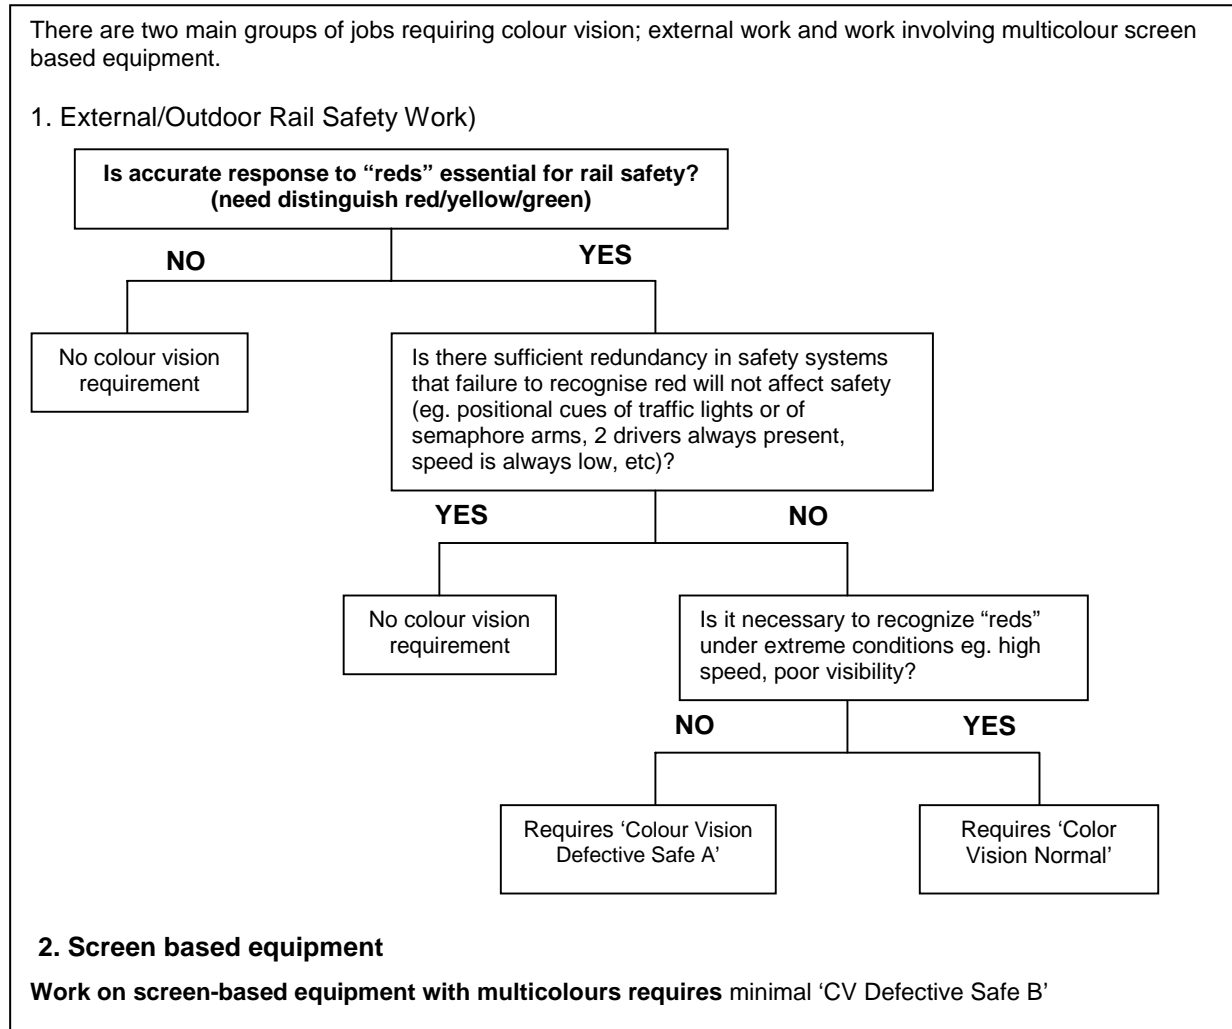 There are two main groups of jobs requiring colour vision; external work and work involving multicolour screen
based equipment.
1. External/Outdoor Rail Safety Work)
Is accurate response to “reds” essential for rail safety?
(need distinguish red/yellow/green)
NO
YES
No colour vision
requirement
Is there sufficient redundancy in safety systems
that failure to recognise red will not affect safety
(eg. positional cues of traffic lights or of
semaphore arms, 2 drivers always present,
speed is always low, etc)?
YES
NO
No colour vision
requirement
Is it necessary to recognize “reds”
under extreme conditions eg. high
speed, poor visibility?
NO
YES
Requires ‘Colour Vision
Defective Safe A’
Requires ‘Color
Vision Normal’
2. Screen based equipment
Work on screen-based equipment with multicolours requires minimal ‘CV Defective Safe B’